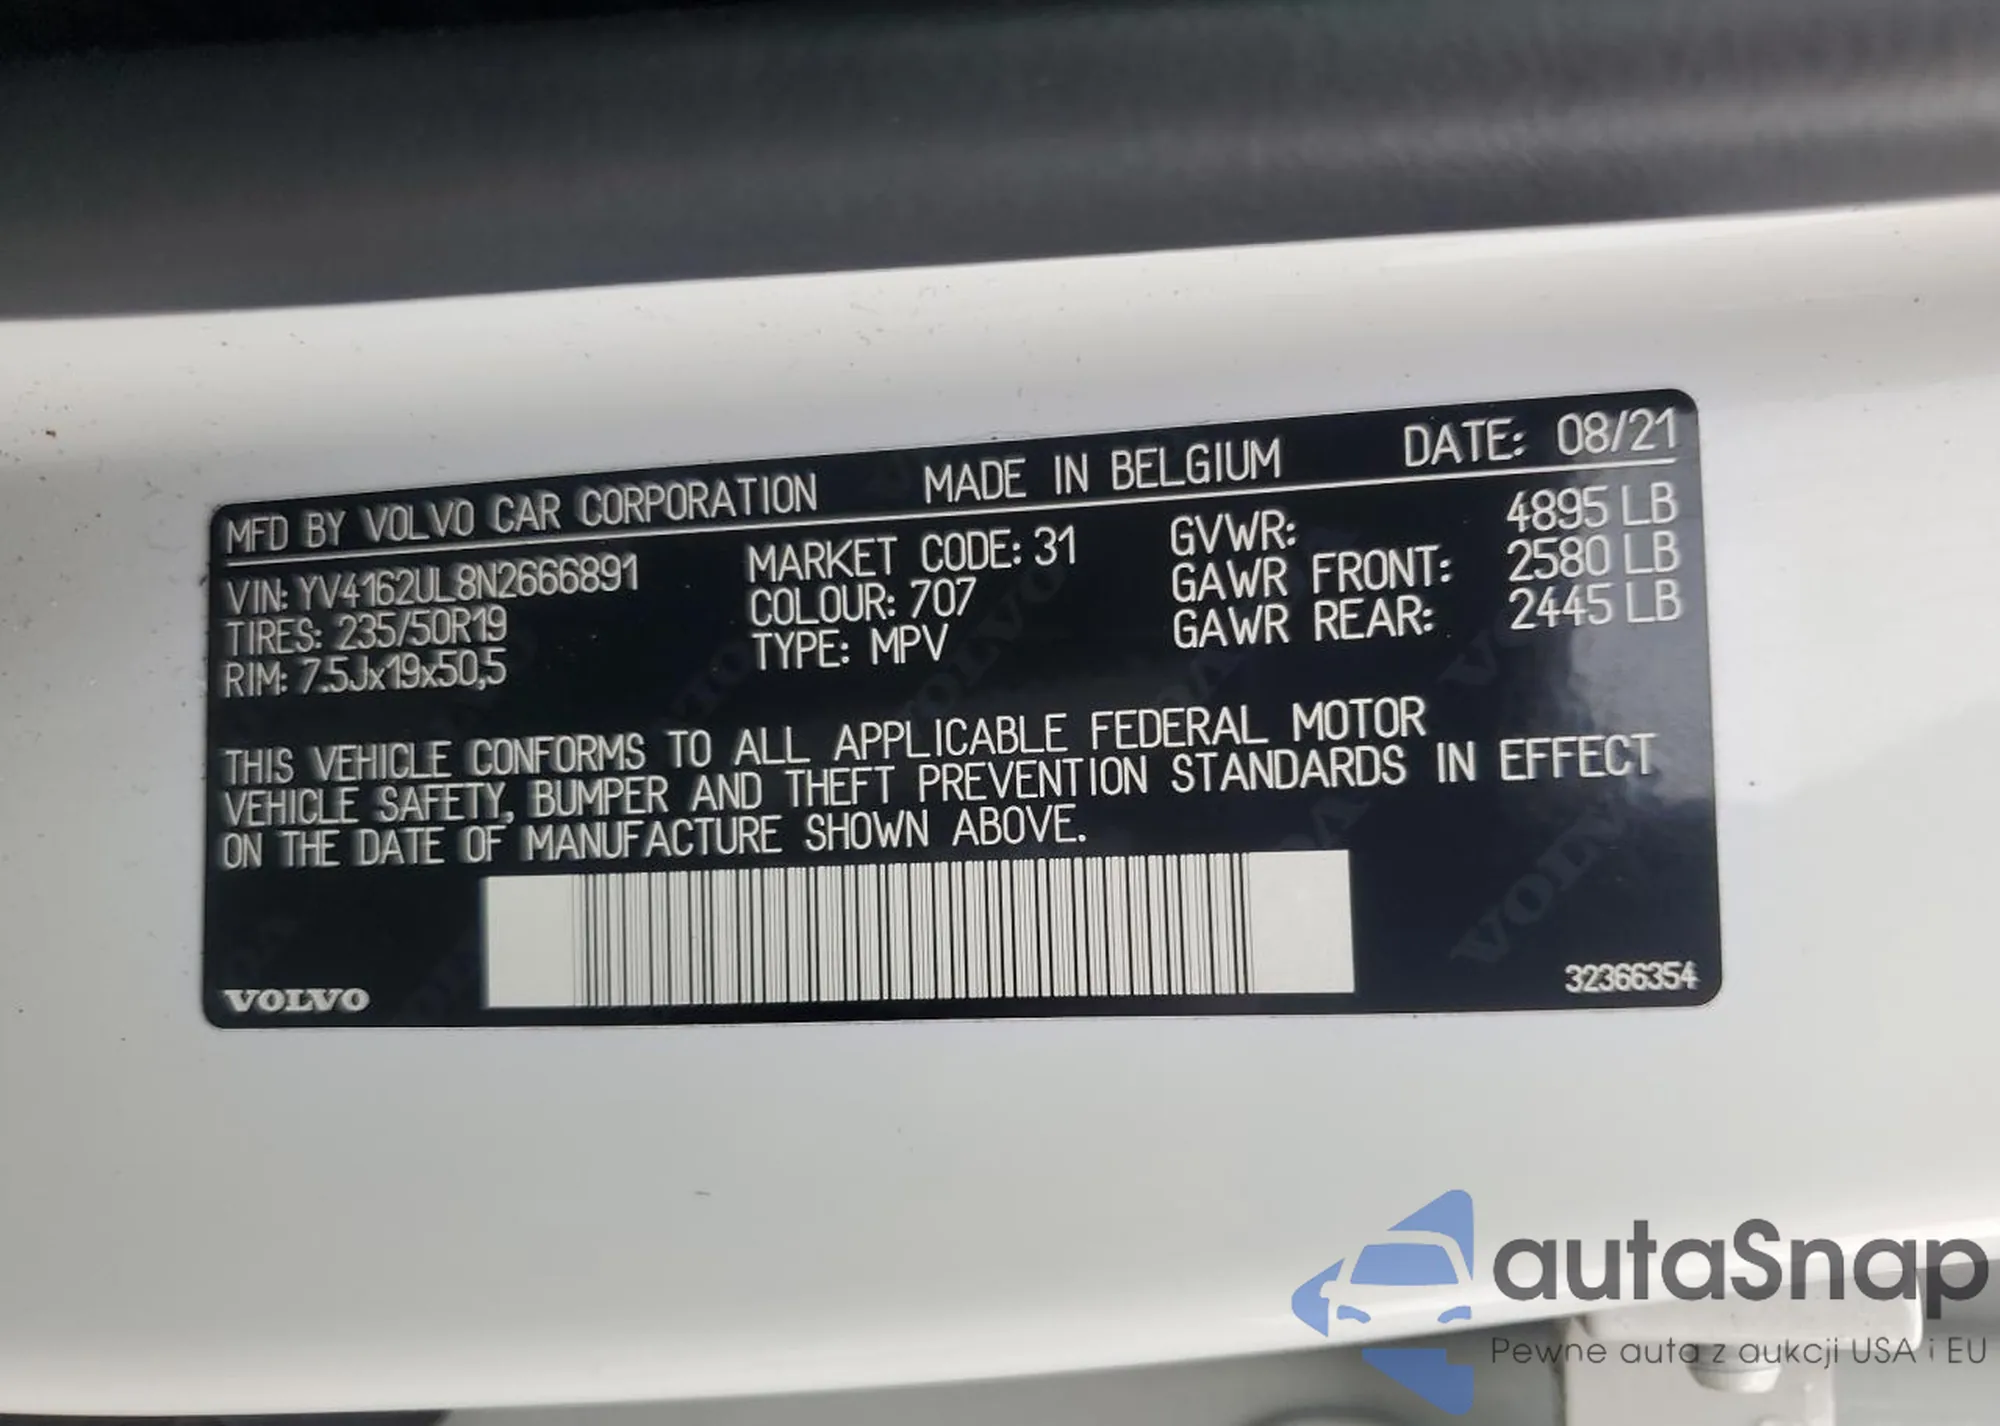 MFD BY VOLVO CAR CORPORATION MADE IN BELGIUM DATE: 08/21
VIN: YV4162UL8N2666891 MARKET CODE: 31 GVWR: 4895 LB
TIRES: 235/50R19 COLOUR: 707 GAWR FRONT: 2580 LB
RIM: 7.5Jx19x50,5 TYPE: MPV GAWR REAR: 2445 LB
THIS VEHICLE CONFORMS TO ALL APPLICABLE FEDERAL MOTOR
VEHICLE SAFETY, BUMPER AND THEFT PREVENTION STANDARDS IN EFFECT
ON THE DATE OF MANUFACTURE SHOWN ABOVE.
VOLVO 32366354
autaSnap
Pewne auta z aukcji USA i EU